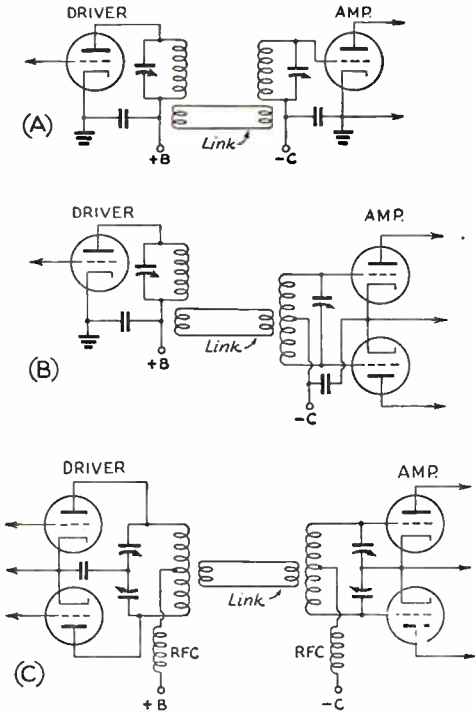 DRIVER
AMP.
(A)
Link
+B
-C
DRIVER
AMP.
(B)
Link
+B
-C
DRIVER
AMP.
(C)
Link
RFC
RFC
+B
-C